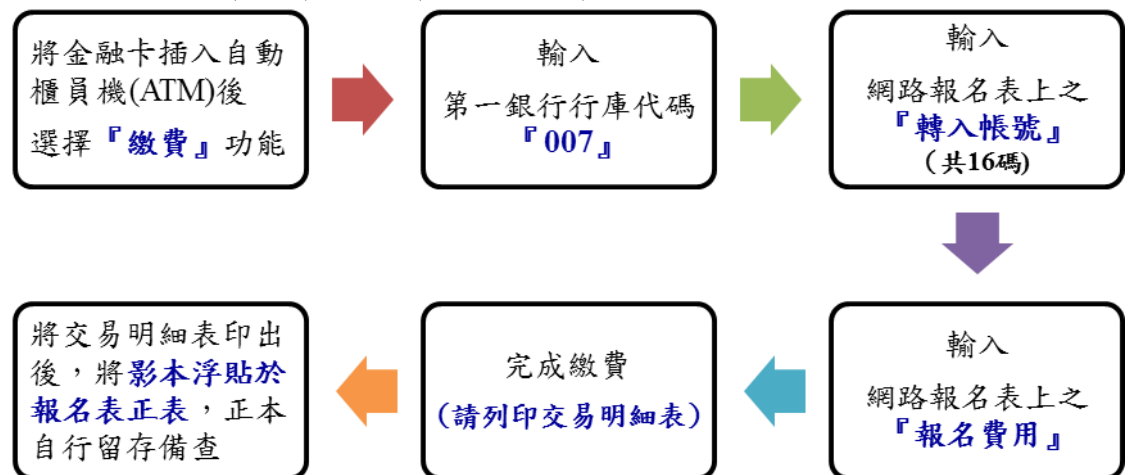 將金融卡插入自動
櫃員機(ATM)後
選擇『繳費』功能
輸入
第一銀行行庫代碼
『007』
輸入
網路報名表上之
『轉入帳號』
(共16碼)
輸入
網路報名表上之
『報名費用』
完成繳費
(請列印交易明細表)
將交易明細表印出
後，將影本浮貼於
報名表正表，正本
自行留存備查